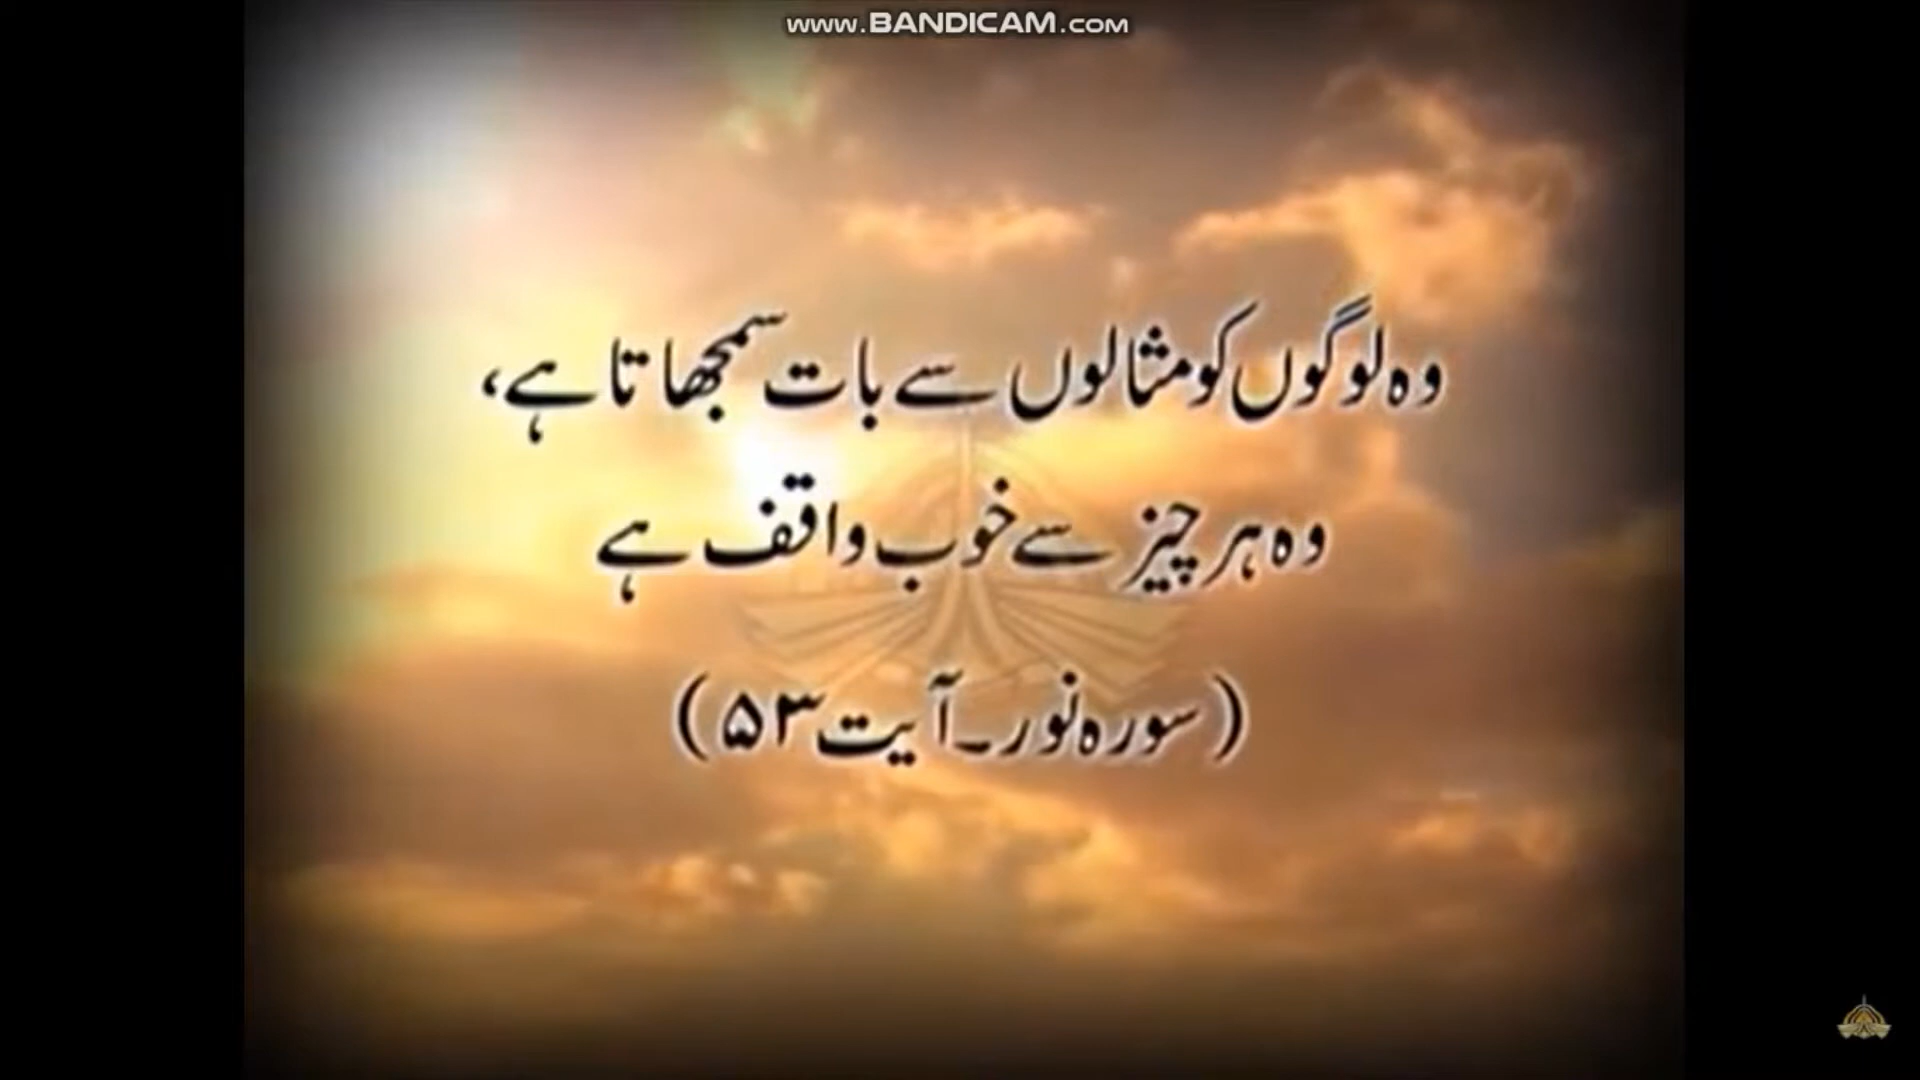 www.BANDICAM.com
وہ لوگوں کو مثالوں سے بات سمجھاتا ہے،
وہ ہر چیز سے خوب واقف ہے
(سورہ نور۔ آیت ۵۳)